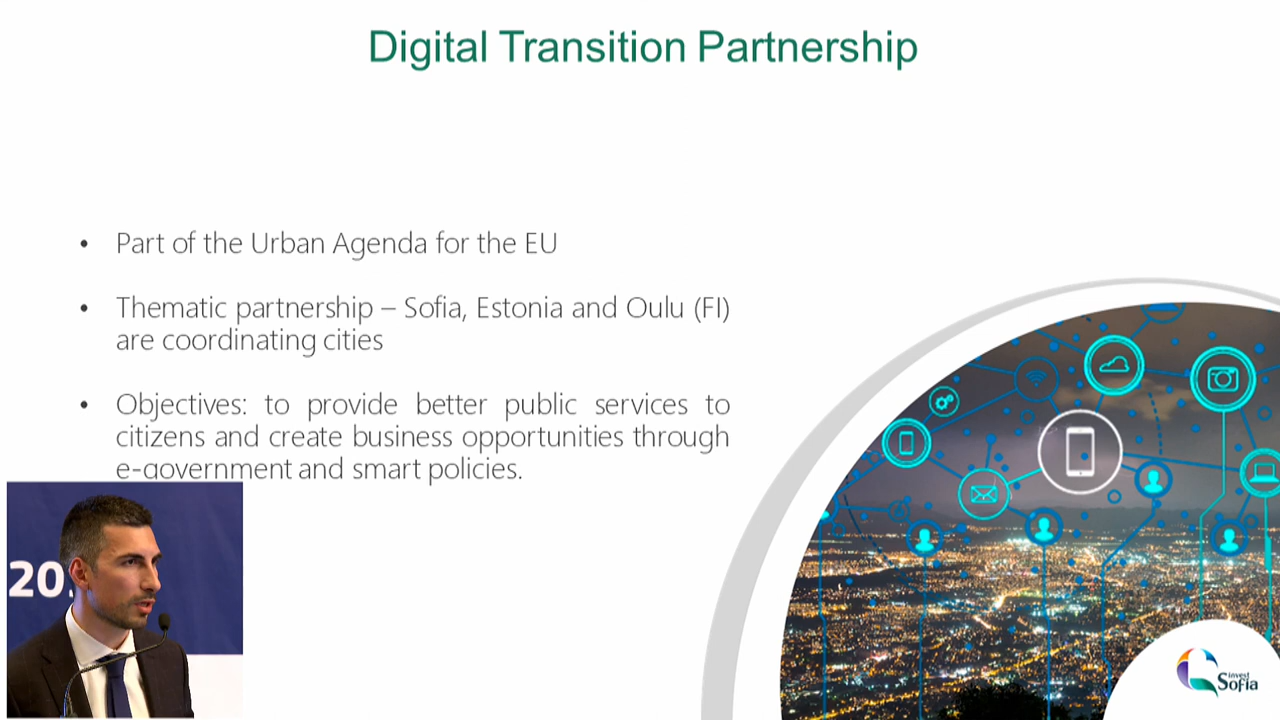 Digital Transition Partnership
• Part of the Urban Agenda for the EU
• Thematic partnership – Sofia, Estonia and Oulu (FI)
are coordinating cities
• Objectives: to provide better public services to
citizens and create business opportunities through
e-government and smart policies.
20
invest
Sofia